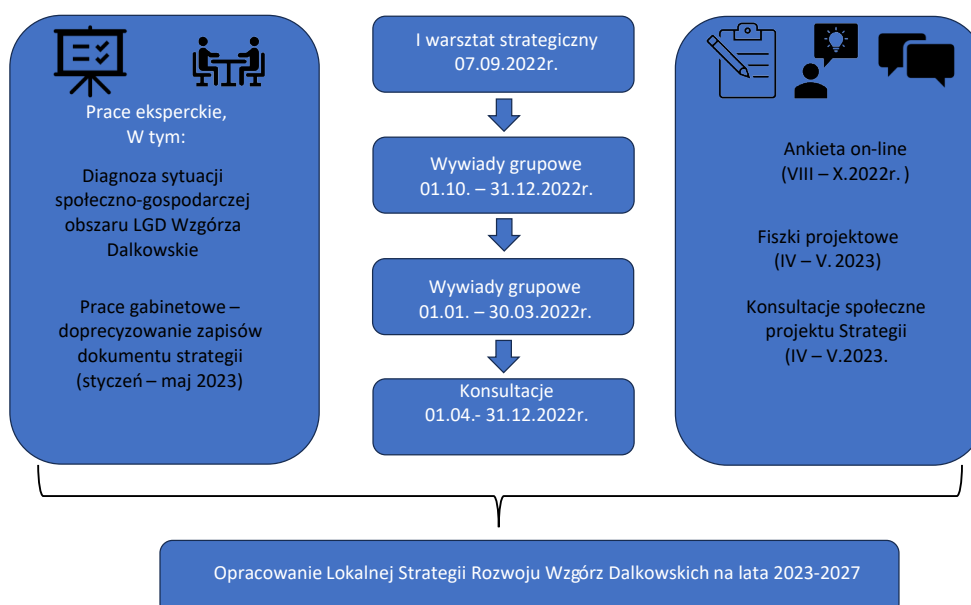 Prace eksperckie,
W tym:
Diagnoza sytuacji
społeczno-gospodarczej
obszaru LGD Wzgórza
Dalkowskie
Prace gabinetowe –
doprecyzowanie zapisów
dokumentu strategii
(styczeń – maj 2023)
I warsztat strategiczny
07.09.2022r.
Wywiady grupowe
01.10. – 31.12.2022r.
Wywiady grupowe
01.01. – 30.03.2022r.
Konsultacje
01.04.- 31.12.2022r.
Ankieta on-line
(VIII – X.2022r. )
Fiszki projektowe
(IV – V. 2023)
Konsultacje społeczne
projektu Strategii
(IV – V.2023.
Opracowanie Lokalnej Strategii Rozwoju Wzgórz Dalkowskich na lata 2023-2027